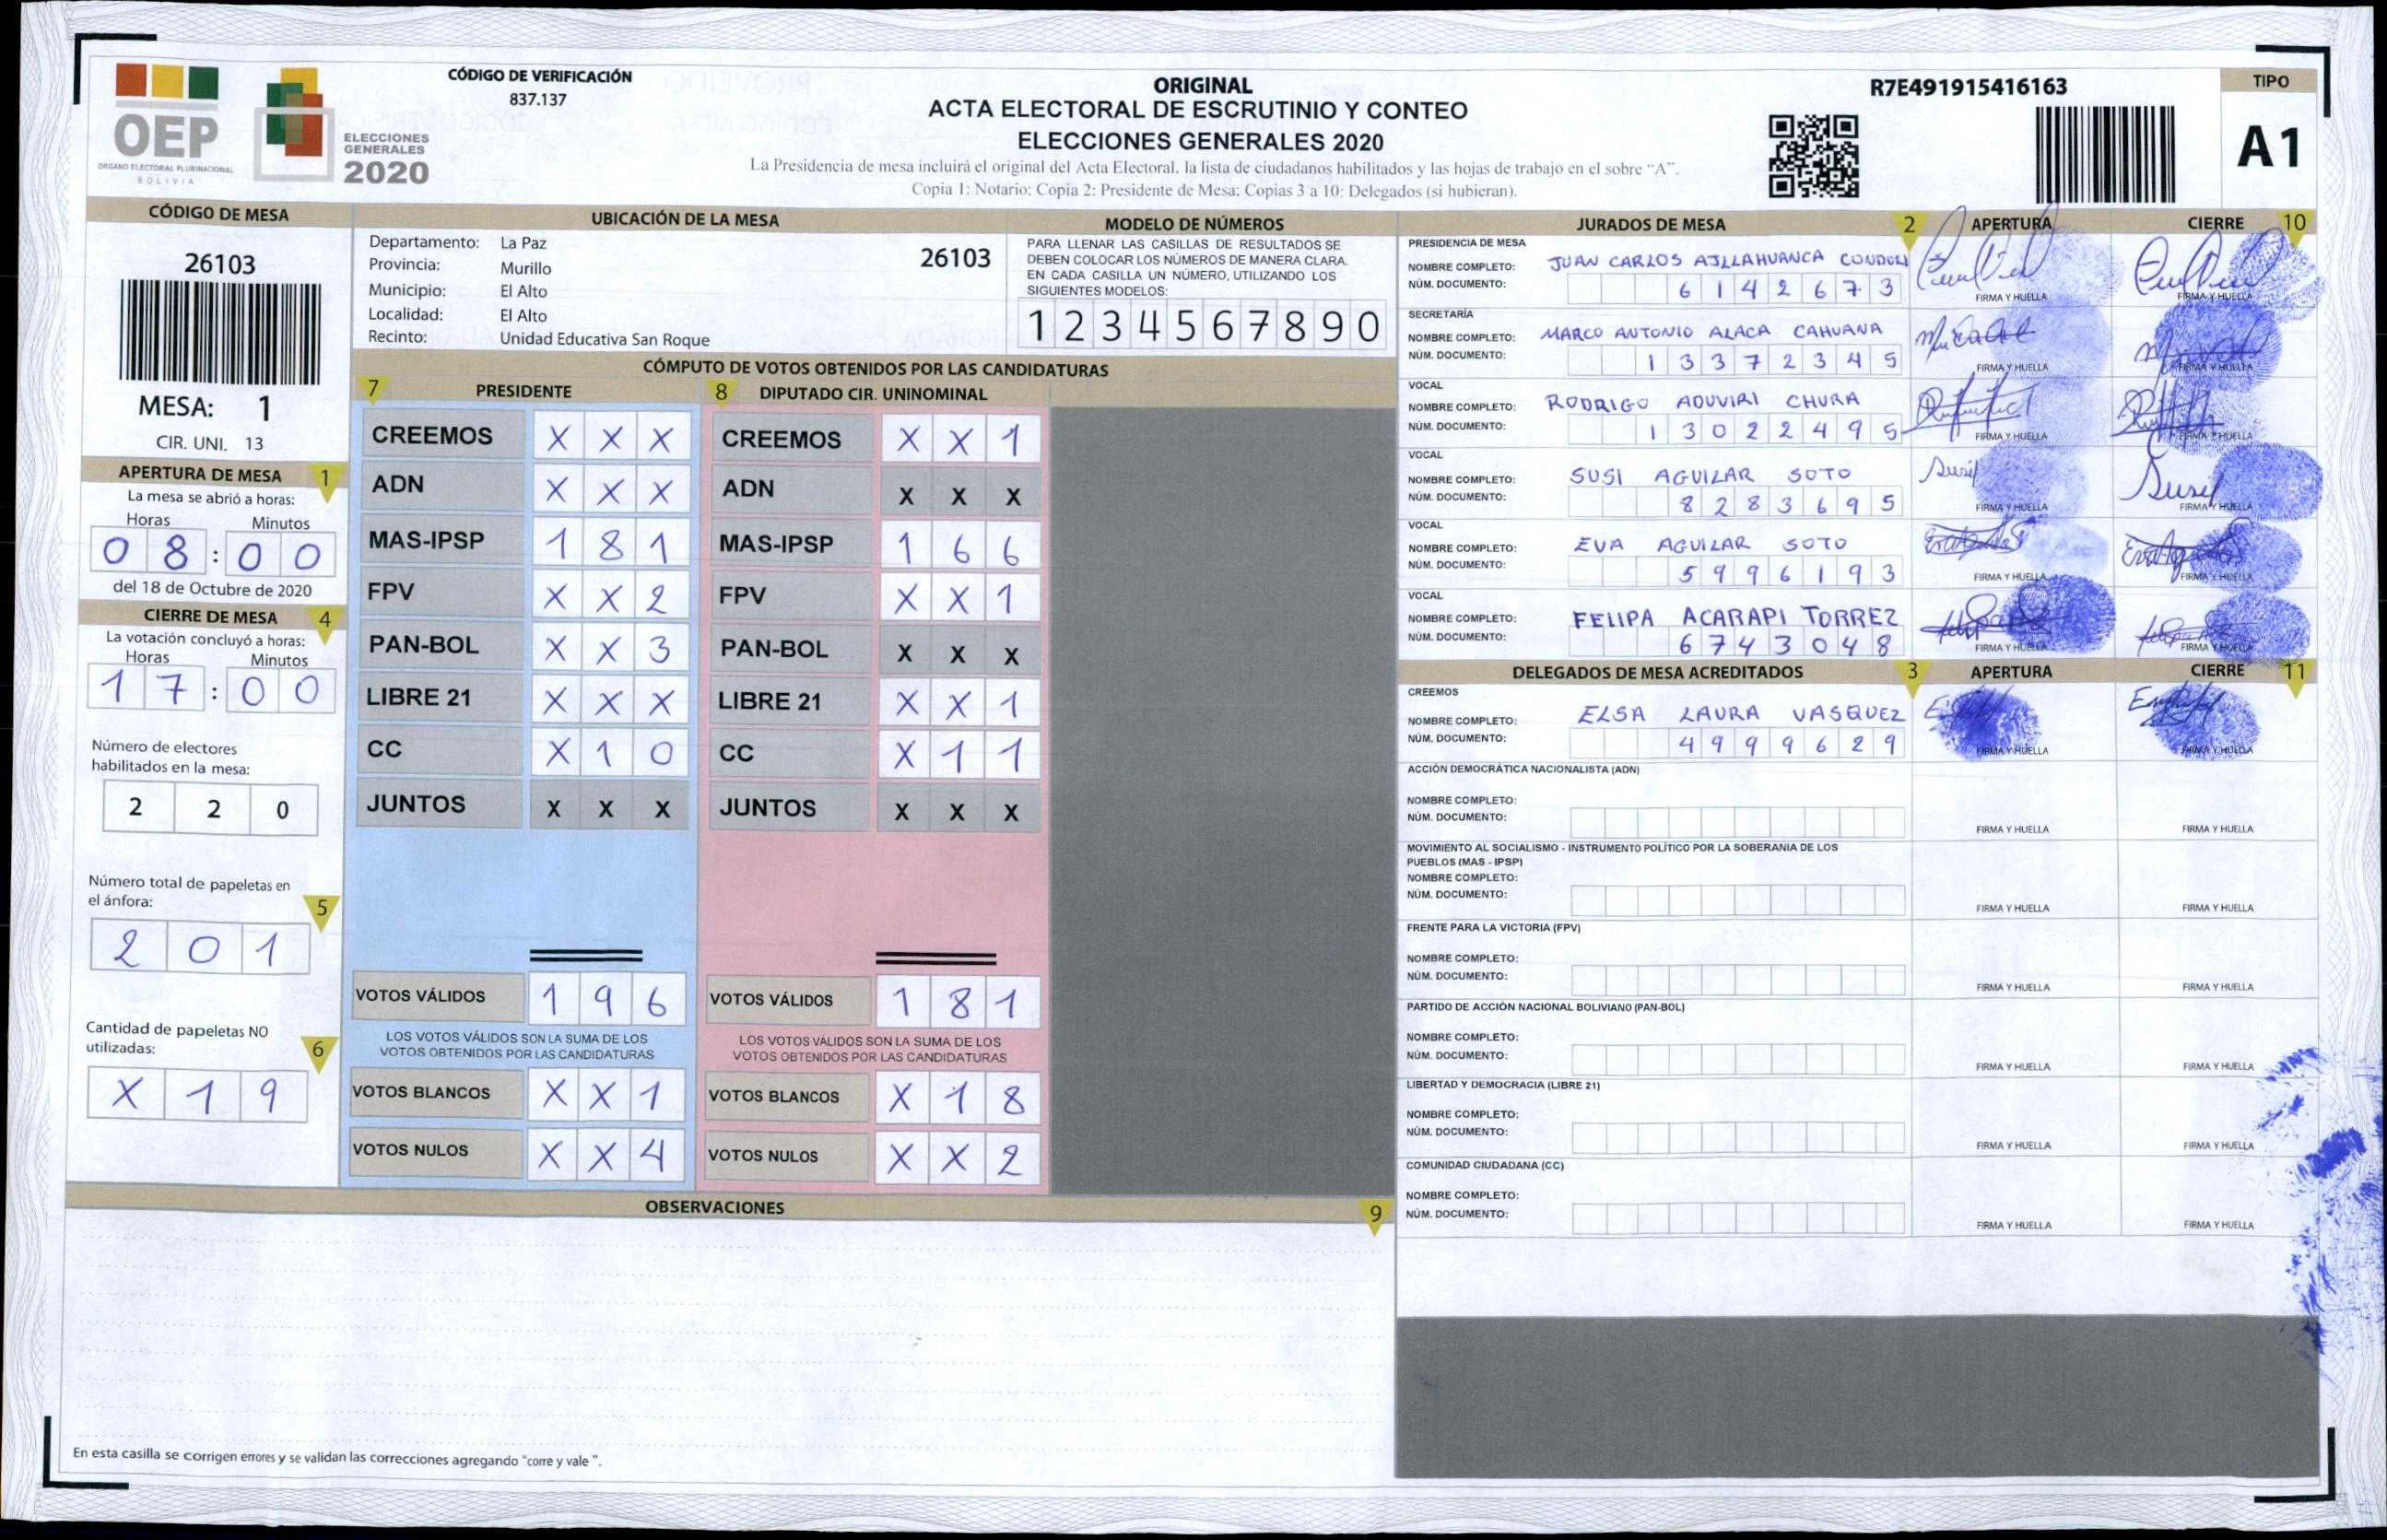 OEP
ÓRGANO ELECTORAL PLURINACIONAL
BOLIVIA
ELECCIONES
GENERALES
2020
CÓDIGO DE VERIFICACIÓN
837.137
ORIGINAL
ACTA ELECTORAL DE ESCRUTINIO Y CONTEO
ELECCIONES GENERALES 2020
La Presidencia de mesa incluirá el original del Acta Electoral, la lista de ciudadanos habilitados y las hojas de trabajo en el sobre "A".
Copia 1: Notario; Copia 2: Presidente de Mesa; Copias 3 a 10: Delegados (si hubieran).
R7E491915416163
TIPO
A1
CÓDIGO DE MESA
26103
MESA: 1
CIR. UNI. 13
APERTURA DE MESA 1
La mesa se abrió a horas:
Horas Minutos
0 8 : 0 0
del 18 de Octubre de 2020
CIERRE DE MESA 4
La votación concluyó a horas:
Horas Minutos
1 7 : 0 0
Número de electores
habilitados en la mesa:
2 2 0
Número total de papeletas en
el ánfora: 5
2 0 1
Cantidad de papeletas NO
utilizadas: 6
X 1 9
UBICACIÓN DE LA MESA
Departamento: La Paz
26103
Provincia: Murillo
Municipio: El Alto
Localidad: El Alto
Recinto: Unidad Educativa San Roque
MODELO DE NÚMEROS
PARA LLENAR LAS CASILLAS DE RESULTADOS SE
DEBEN COLOCAR LOS NÚMEROS DE MANERA CLARA.
EN CADA CASILLA UN NÚMERO, UTILIZANDO LOS
SIGUIENTES MODELOS:
1 2 3 4 5 6 7 8 9 0
CÓMPUTO DE VOTOS OBTENIDOS POR LAS CANDIDATURAS
7 PRESIDENTE
CREEMOS X X X
ADN X X X
MAS-IPSP 1 8 1
FPV X X 2
PAN-BOL X X 3
LIBRE 21 X X X
CC X 1 0
JUNTOS X X X
VOTOS VÁLIDOS 1 9 6
LOS VOTOS VÁLIDOS SON LA SUMA DE LOS
VOTOS OBTENIDOS POR LAS CANDIDATURAS
VOTOS BLANCOS X X 1
VOTOS NULOS X X 4
8 DIPUTADO CIR. UNINOMINAL
CREEMOS X X 1
ADN X X X
MAS-IPSP 1 6 6
FPV X X 1
PAN-BOL X X X
LIBRE 21 X X 1
CC X 1 1
JUNTOS X X X
VOTOS VÁLIDOS 1 8 1
LOS VOTOS VÁLIDOS SON LA SUMA DE LOS
VOTOS OBTENIDOS POR LAS CANDIDATURAS
VOTOS BLANCOS X 1 8
VOTOS NULOS X X 2
OBSERVACIONES 9
En esta casilla se corrigen errores y se validan las correcciones agregando "corre y vale ".
JURADOS DE MESA 2 APERTURA CIERRE 10
PRESIDENCIA DE MESA
NOMBRE COMPLETO: JUAN CARLOS AJLLAHUANCA CONDORI
NÚM. DOCUMENTO: 6 1 4 2 6 7 3 FIRMA Y HUELLA FIRMA Y HUELLA
SECRETARÍA
NOMBRE COMPLETO: MARCO ANTONIO ALACA CAHUANA
NÚM. DOCUMENTO: 1 3 3 7 2 3 4 5 FIRMA Y HUELLA FIRMA Y HUELLA
VOCAL
NOMBRE COMPLETO: RODRIGO ADUVIRI CHURA
NÚM. DOCUMENTO: 1 3 0 2 2 4 9 5 FIRMA Y HUELLA FIRMA Y HUELLA
VOCAL
NOMBRE COMPLETO: SUSI AGUILAR SOTO
NÚM. DOCUMENTO: 8 2 8 3 6 9 5 FIRMA Y HUELLA FIRMA Y HUELLA
VOCAL
NOMBRE COMPLETO: EVA AGUILAR SOTO
NÚM. DOCUMENTO: 5 9 9 6 1 9 3 FIRMA Y HUELLA FIRMA Y HUELLA
VOCAL
NOMBRE COMPLETO: FELIPA ACARAPI TORREZ
NÚM. DOCUMENTO: 6 7 4 3 0 4 8 FIRMA Y HUELLA FIRMA Y HUELLA
DELEGADOS DE MESA ACREDITADOS 3 APERTURA CIERRE 11
CREEMOS
NOMBRE COMPLETO: ELSA LAURA VASQUEZ
NÚM. DOCUMENTO: 4 9 9 9 6 2 9 FIRMA Y HUELLA FIRMA Y HUELLA
ACCIÓN DEMOCRÁTICA NACIONALISTA (ADN)
NOMBRE COMPLETO:
NÚM. DOCUMENTO: FIRMA Y HUELLA FIRMA Y HUELLA
MOVIMIENTO AL SOCIALISMO - INSTRUMENTO POLÍTICO POR LA SOBERANIA DE LOS
PUEBLOS (MAS - IPSP)
NOMBRE COMPLETO:
NÚM. DOCUMENTO: FIRMA Y HUELLA FIRMA Y HUELLA
FRENTE PARA LA VICTORIA (FPV)
NOMBRE COMPLETO:
NÚM. DOCUMENTO: FIRMA Y HUELLA FIRMA Y HUELLA
PARTIDO DE ACCIÓN NACIONAL BOLIVIANO (PAN-BOL)
NOMBRE COMPLETO:
NÚM. DOCUMENTO: FIRMA Y HUELLA FIRMA Y HUELLA
LIBERTAD Y DEMOCRACIA (LIBRE 21)
NOMBRE COMPLETO:
NÚM. DOCUMENTO: FIRMA Y HUELLA FIRMA Y HUELLA
COMUNIDAD CIUDADANA (CC)
NOMBRE COMPLETO:
NÚM. DOCUMENTO: FIRMA Y HUELLA FIRMA Y HUELLA